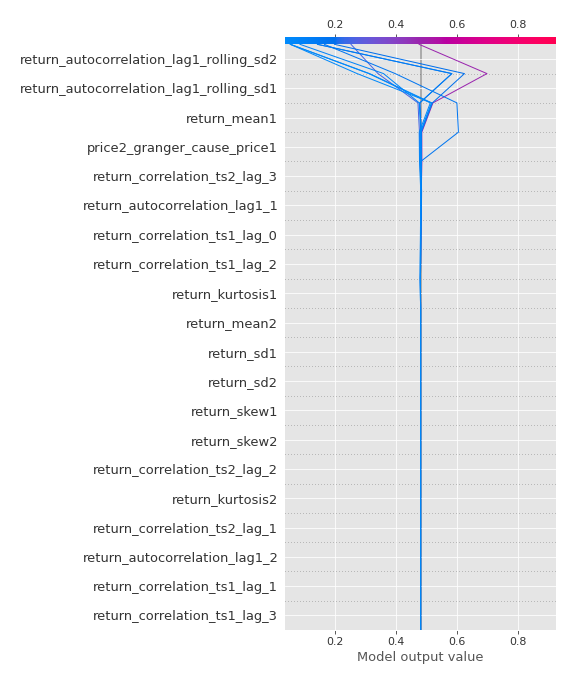 0.2 0.4 0.6 0.8
return_autocorrelation_lag1_rolling_sd2
return_autocorrelation_lag1_rolling_sd1
return_mean1
price2_granger_cause_price1
return_correlation_ts2_lag_3
return_autocorrelation_lag1_1
return_correlation_ts1_lag_0
return_correlation_ts1_lag_2
return_kurtosis1
return_mean2
return_sd1
return_sd2
return_skew1
return_skew2
return_correlation_ts2_lag_2
return_kurtosis2
return_correlation_ts2_lag_1
return_autocorrelation_lag1_2
return_correlation_ts1_lag_1
return_correlation_ts1_lag_3
0.2 0.4 0.6 0.8
Model output value